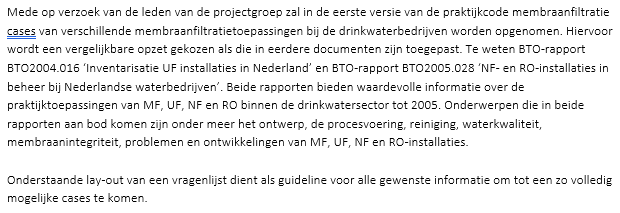 Mede op verzoek van de leden van de projectgroep zal in de eerste versie van de praktijkcode membraanfiltratie
cases van verschillende membraanfiltratietoepassingen bij de drinkwaterbedrijven worden opgenomen. Hiervoor
wordt een vergelijkbare opzet gekozen als die in eerdere documenten zijn toegepast. Te weten BTO-rapport
BTO2004.016 ‘Inventarisatie UF installaties in Nederland’ en BTO-rapport BTO2005.028 ‘NF- en RO-installaties in
beheer bij Nederlandse waterbedrijven’. Beide rapporten bieden waardevolle informatie over de
praktijktoepassingen van MF, UF, NF en RO binnen de drinkwatersector tot 2005. Onderwerpen die in beide
rapporten aan bod komen zijn onder meer het ontwerp, de procesvoering, reiniging, waterkwaliteit,
membraanintegriteit, problemen en ontwikkelingen van MF, UF, NF en RO-installaties.
Onderstaande lay-out van een vragenlijst dient als guideline voor alle gewenste informatie om tot een zo volledig
mogelijke cases te komen.